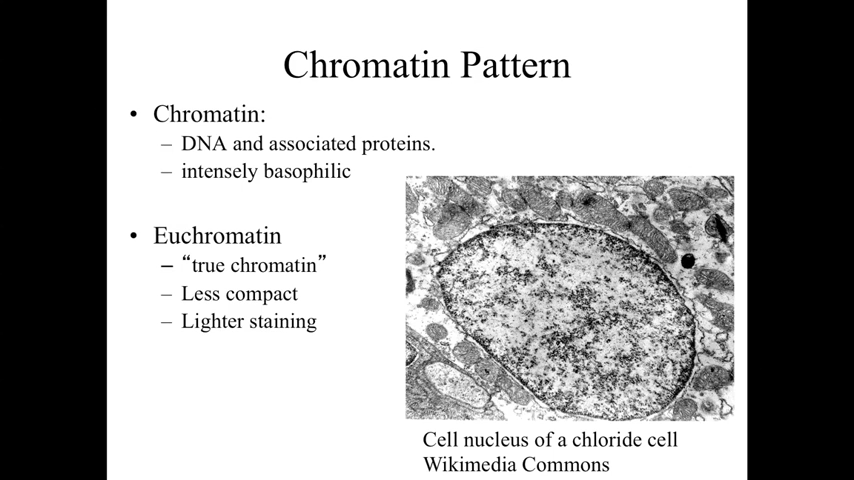 Chromatin Pattern
• Chromatin:
– DNA and associated proteins.
– intensely basophilic
• Euchromatin
– “true chromatin”
– Less compact
– Lighter staining
Cell nucleus of a chloride cell
Wikimedia Commons